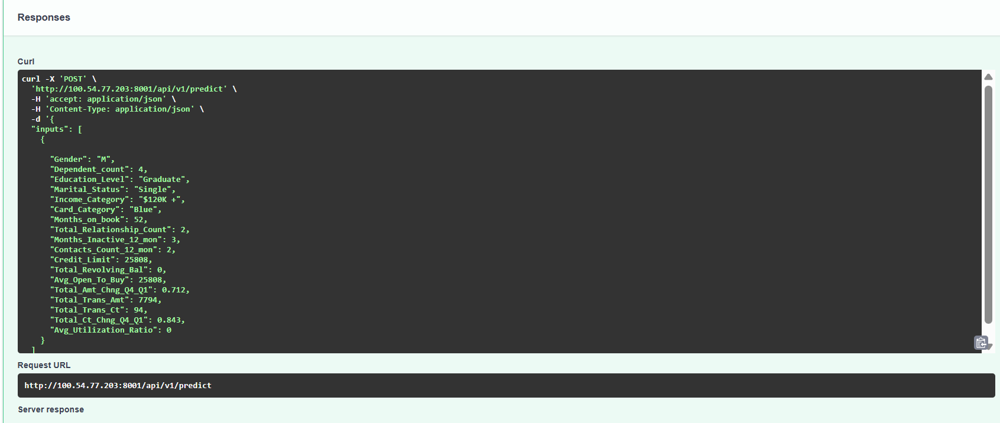 Responses
Curl
curl -X 'POST' \
'http://100.54.77.203:8001/api/v1/predict' \
-H 'accept: application/json' \
-H 'Content-Type: application/json' \
-d '{
"inputs": [
{
"Gender": "M",
"Dependent_count": 4,
"Education_Level": "Graduate",
"Marital_Status": "Single",
"Income_Category": "$120K +",
"Card_Category": "Blue",
"Months_on_book": 52,
"Total_Relationship_Count": 2,
"Months_Inactive_12_mon": 3,
"Contacts_Count_12_mon": 2,
"Credit_Limit": 25808,
"Total_Revolving_Bal": 0,
"Avg_Open_To_Buy": 25808,
"Total_Amt_Chng_Q4_Q1": 0.712,
"Total_Trans_Amt": 7794,
"Total_Trans_Ct": 94,
"Total_Ct_Chng_Q4_Q1": 0.843,
"Avg_Utilization_Ratio": 0
}
]
Request URL
http://100.54.77.203:8001/api/v1/predict
Server response